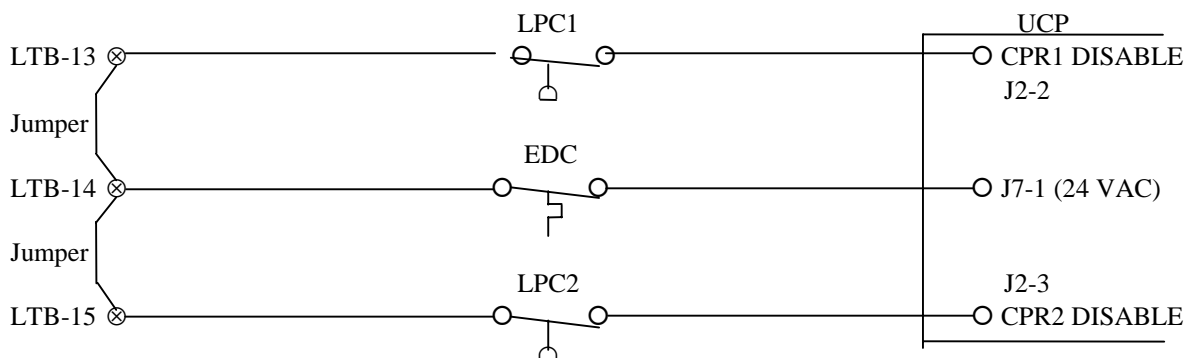 LPC1
UCP
LTB-13
CPR1 DISABLE
J2-2
Jumper
EDC
LTB-14
J7-1 (24 VAC)
Jumper
LPC2
J2-3
LTB-15
CPR2 DISABLE